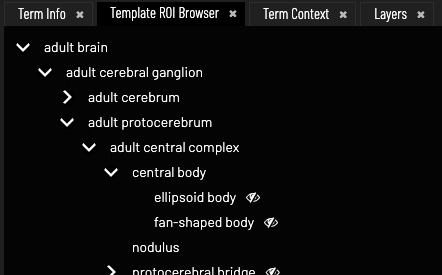 Term Info
Template ROI Browser
Term Context
Layers
adult brain
adult cerebral ganglion
adult cerebrum
adult protocerebrum
adult central complex
central body
ellipsoid body
fan-shaped body
nodulus
protocerebral bridge